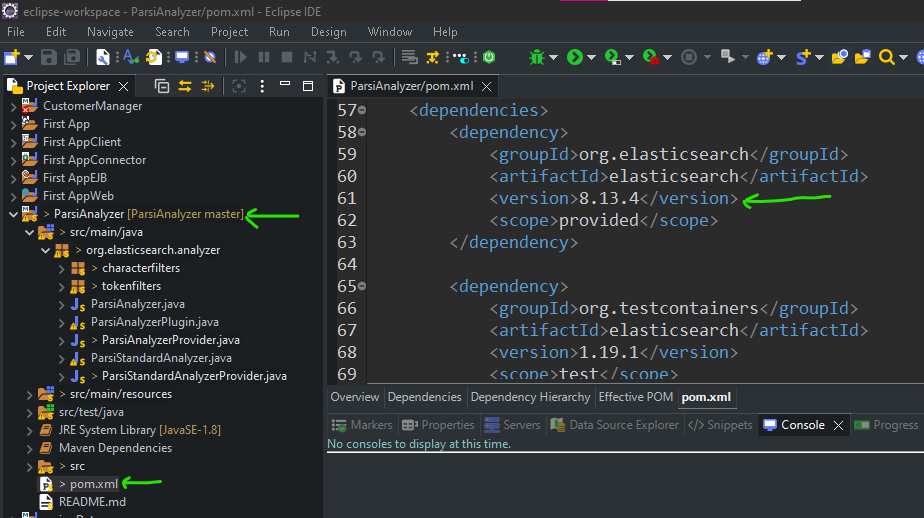 eclipse-workspace - ParsiAnalyzer/pom.xml - Eclipse IDE
File Edit Navigate Search Project Run Design Window Help
Project Explorer
CustomerManager
First App
First AppClient
First AppConnector
First AppEJB
First AppWeb
> ParsiAnalyzer [ParsiAnalyzer master]
> src/main/java
> org.elasticsearch.analyzer
> characterfilters
> tokenfilters
ParsiAnalyzer.java
ParsiAnalyzerPlugin.java
> ParsiAnalyzerProvider.java
ParsiStandardAnalyzer.java
> ParsiStandardAnalyzerProvider.java
> src/main/resources
src/test/java
JRE System Library [JavaSE-1.8]
Maven Dependencies
> src
> pom.xml
README.md
ParsiAnalyzer/pom.xml
57 <dependencies>
58 <dependency>
59 <groupId>org.elasticsearch</groupId>
60 <artifactId>elasticsearch</artifactId>
61 <version>8.13.4</version>
62 <scope>provided</scope>
63 </dependency>
64
65 <dependency>
66 <groupId>org.testcontainers</groupId>
67 <artifactId>elasticsearch</artifactId>
68 <version>1.19.1</version>
69 <scope>test</scope>
Overview Dependencies Dependency Hierarchy Effective POM pom.xml
Markers Properties Servers Data Source Explorer Snippets Console Progress
No consoles to display at this time.